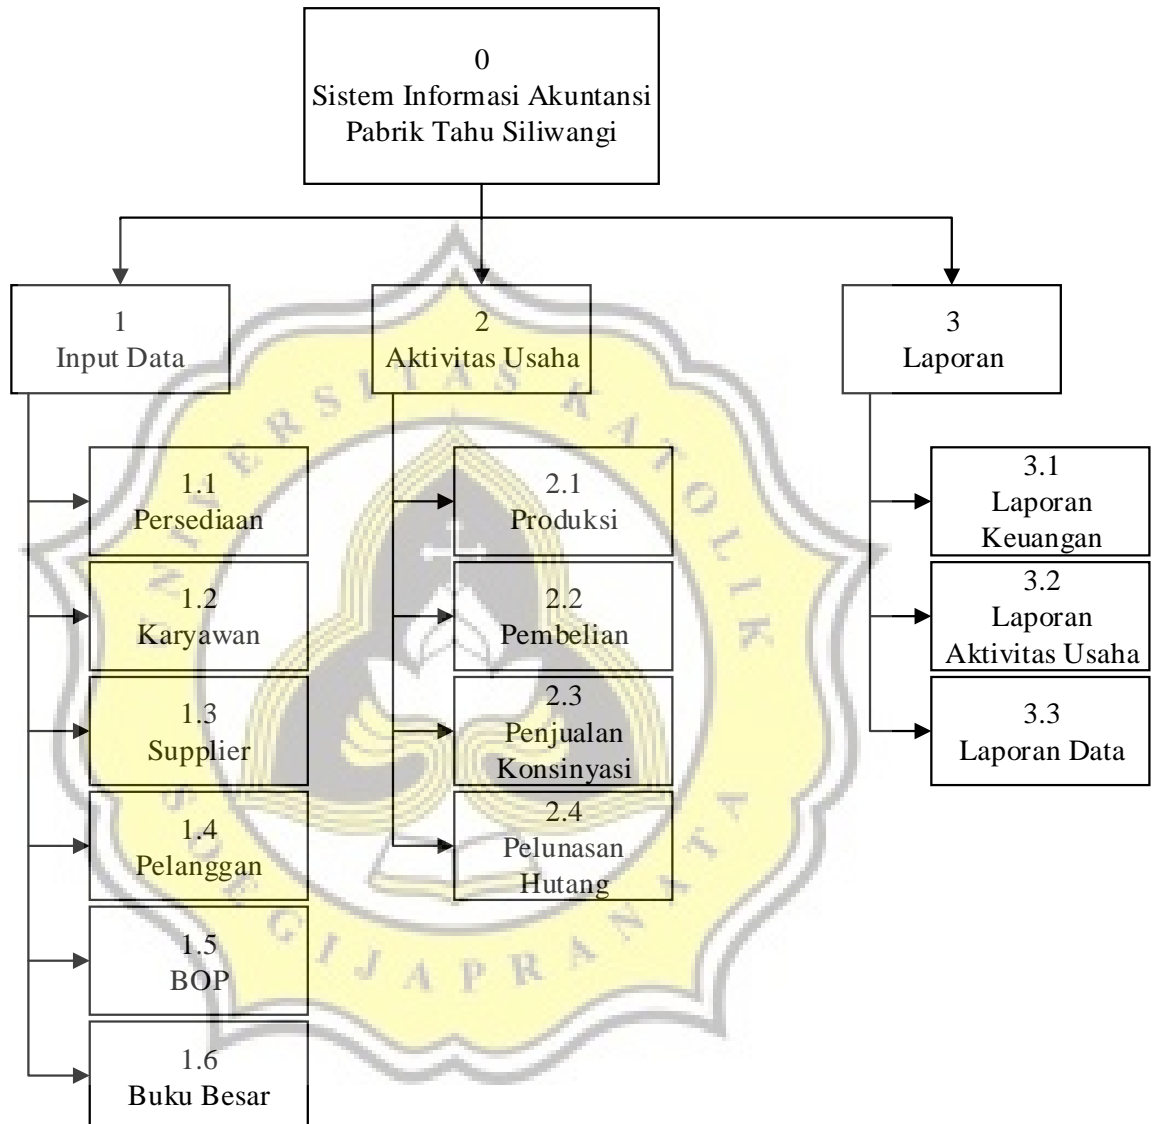 0
Sistem Informasi Akuntansi
Pabrik Tahu Siliwangi
1
Input Data
2
Aktivitas Usaha
3
Laporan
1.1
Persediaan
1.2
Karyawan
1.3
Supplier
1.4
Pelanggan
1.5
BOP
1.6
Buku Besar
2.1
Produksi
2.2
Pembelian
2.3
Penjualan
Konsinyasi
2.4
Pelunasan
Hutang
3.1
Laporan
Keuangan
3.2
Laporan
Aktivitas Usaha
3.3
Laporan Data
UNIVERSITAS KATOLIK
SOEGIJAPRANATA